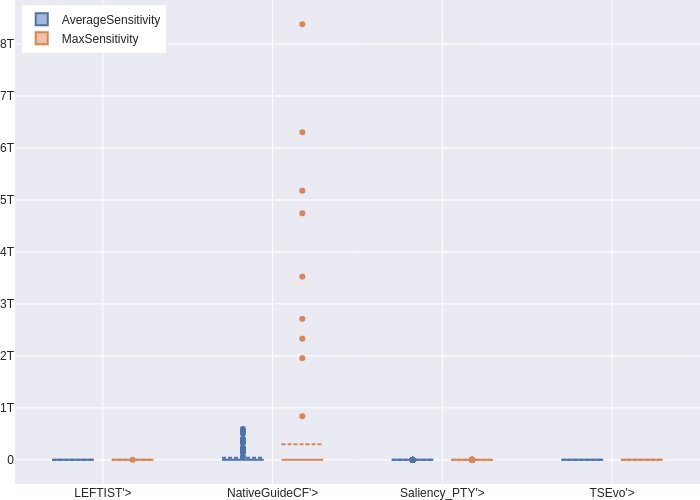 AverageSensitivity
MaxSensitivity
8T
7T
6T
5T
4T
3T
2T
1T
0
LEFTIST'>
NativeGuideCF'>
Saliency_PTY'>
TSEvo'>